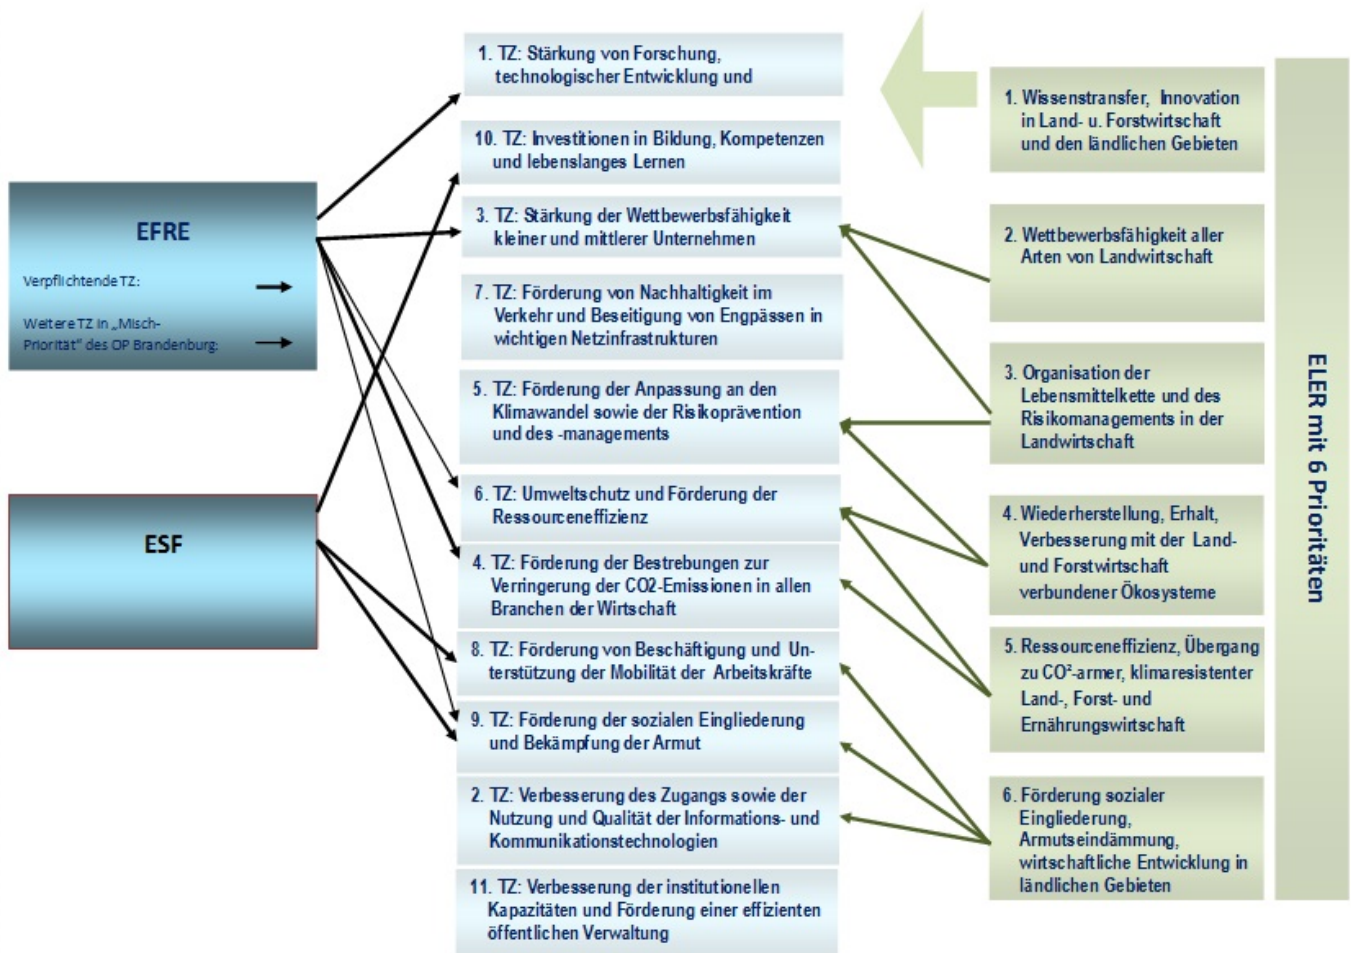 EFRE
Verpflichtende TZ:
Weitere TZ in „Misch-
Priorität" des OP Brandenburg:
ESF
1. TZ: Stärkung von Forschung,
technologischer Entwicklung und
10. TZ: Investitionen in Bildung, Kompetenzen
und lebenslanges Lernen
3. TZ: Stärkung der Wettbewerbsfähigkeit
kleiner und mittlerer Unternehmen
7. TZ: Förderung von Nachhaltigkeit im
Verkehr und Beseitigung von Engpässen in
wichtigen Netzinfrastrukturen
5. TZ: Förderung der Anpassung an den
Klimawandel sowie der Risikoprävention
und des -managements
6. TZ: Umweltschutz und Förderung der
Ressourceneffizienz
4. TZ: Förderung der Bestrebungen zur
Verringerung der CO2-Emissionen in allen
Branchen der Wirtschaft
8. TZ: Förderung von Beschäftigung und Un-
terstützung der Mobilität der Arbeitskräfte
9. TZ: Förderung der sozialen Eingliederung
und Bekämpfung der Armut
2. TZ: Verbesserung des Zugangs sowie der
Nutzung und Qualität der Informations- und
Kommunikationstechnologien
11. TZ: Verbesserung der institutionellen
Kapazitäten und Förderung einer effizienten
öffentlichen Verwaltung
1. Wissenstransfer, Innovation
in Land- u. Forstwirtschaft
und den ländlichen Gebieten
2. Wettbewerbsfähigkeit aller
Arten von Landwirtschaft
3. Organisation der
Lebensmittelkette und des
Risikomanagements in der
Landwirtschaft
4. Wiederherstellung, Erhalt,
Verbesserung mit der Land-
und Forstwirtschaft
verbundener Ökosysteme
5. Ressourceneffizienz, Übergang
zu CO²-armer, klimaresistenter
Land-, Forst- und
Ernährungswirtschaft
6. Förderung sozialer
Eingliederung,
Armutseindämmung,
wirtschaftliche Entwicklung in
ländlichen Gebieten
ELER mit 6 Prioritäten